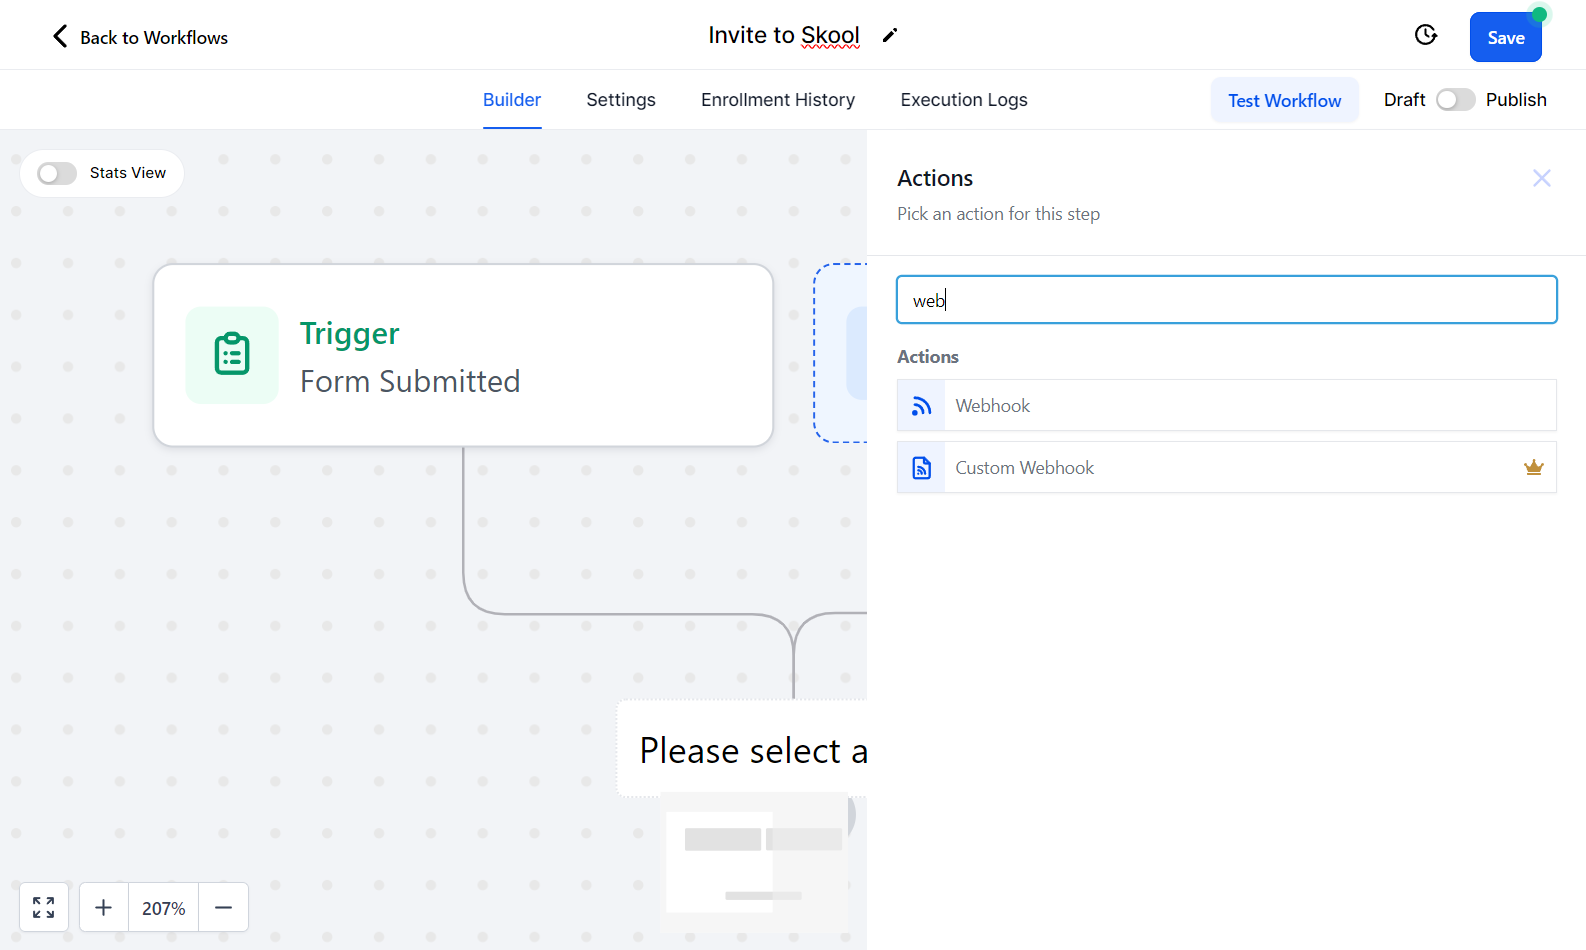 Back to Workflows
Invite to Skool
Save
Builder
Settings
Enrollment History
Execution Logs
Test Workflow
Draft
Publish
Stats View
Trigger
Form Submitted
Please select a
207%
Actions
Pick an action for this step
web
Actions
Webhook
Custom Webhook